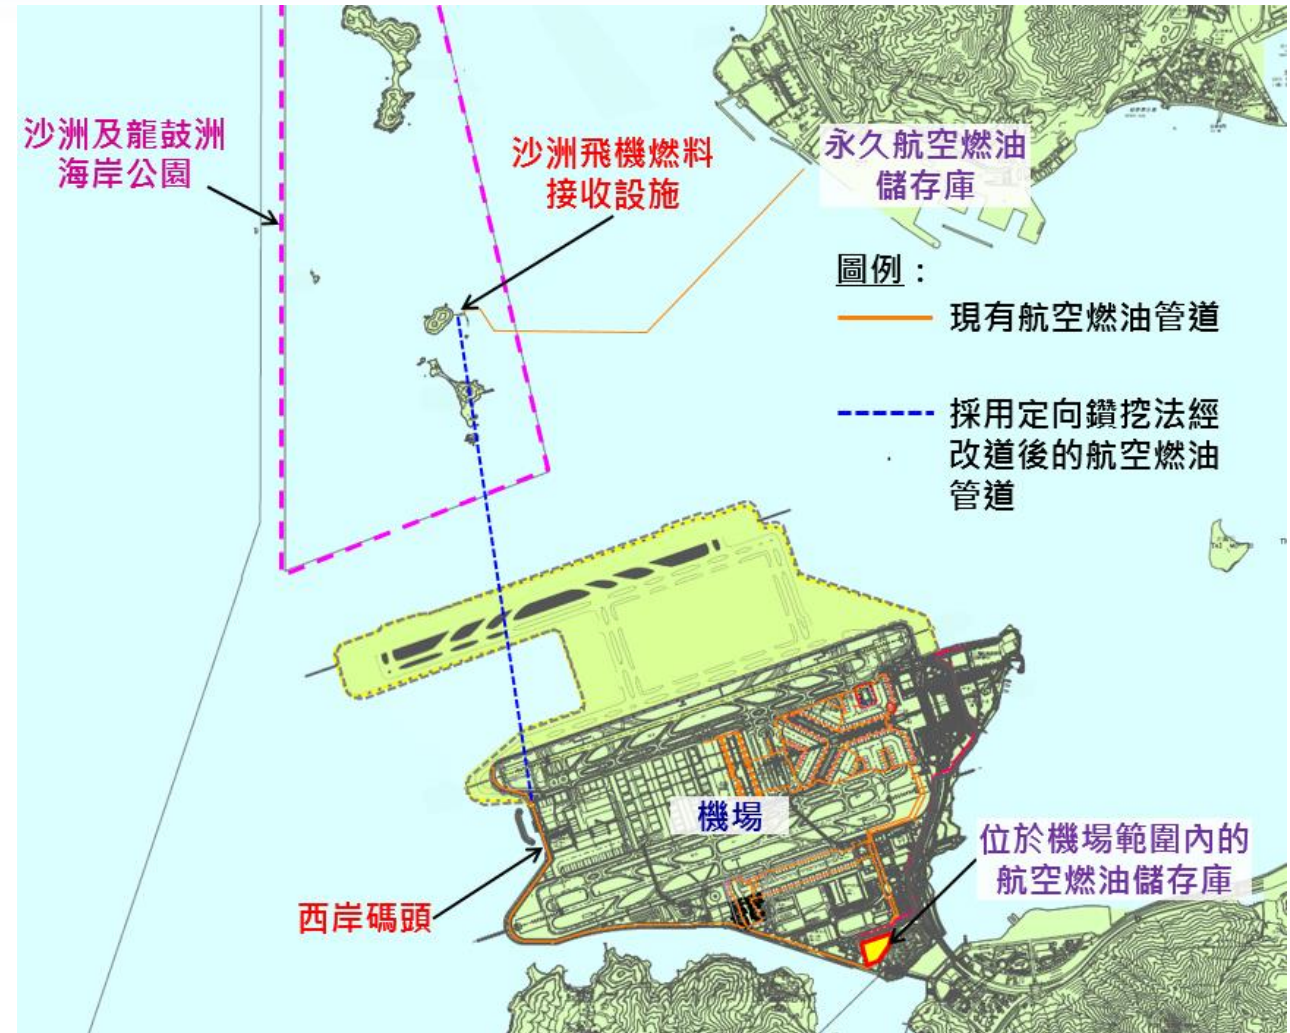 沙洲及龍鼓洲
海岸公園
沙洲飛機燃料
接收設施
永久航空燃油
儲存庫
圖例：
現有航空燃油管道
採用定向鑽挖法經
改道後的航空燃油
管道
機場
位於機場範圍內的
航空燃油儲存庫
西岸碼頭